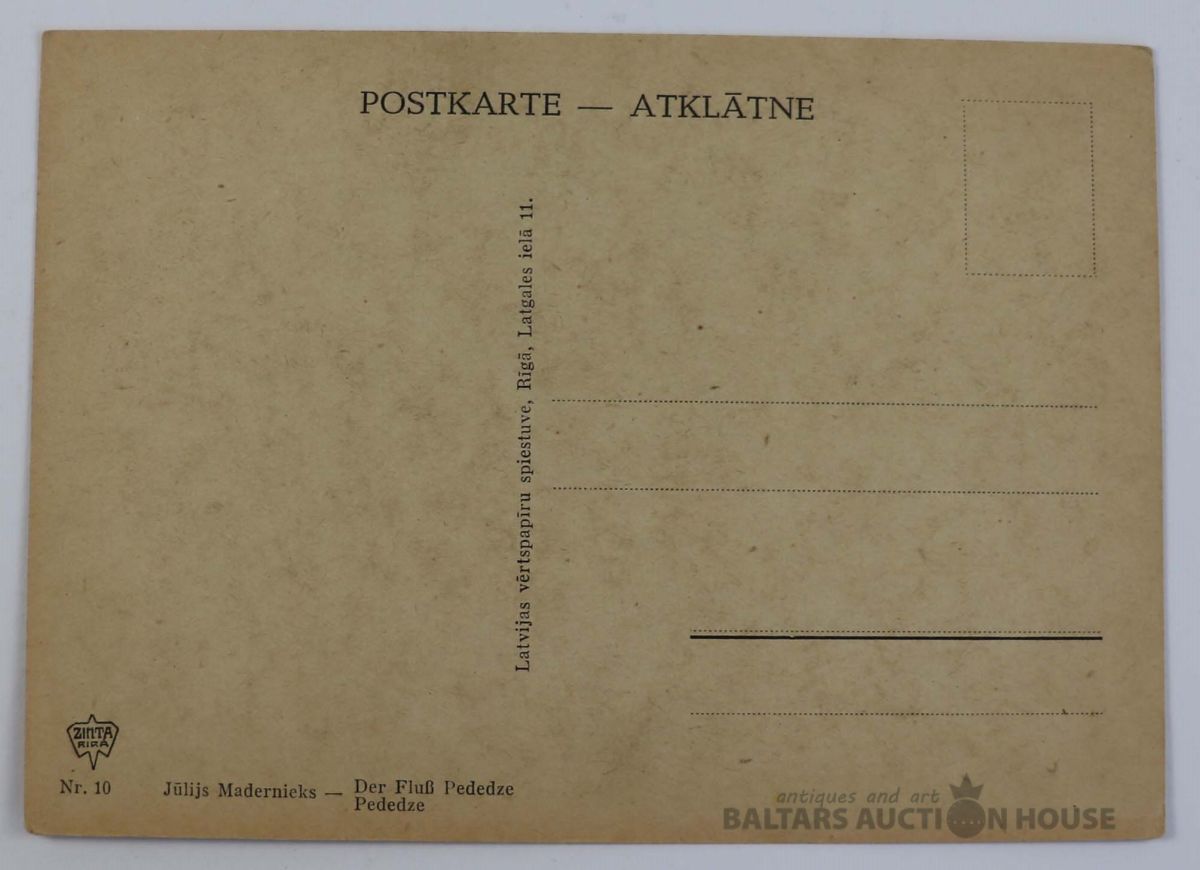 POSTKARTE — ATKLĀTNE
Latvijas vērtspapīru spiestuve, Rīgā, Latgales ielā 11.
ZINTA
RIGĀ
Nr. 10
Jūlijs Madernieks — Der Fluß Pededze
Pededze
antiques and art
BALTARS AUCTION HOUSE